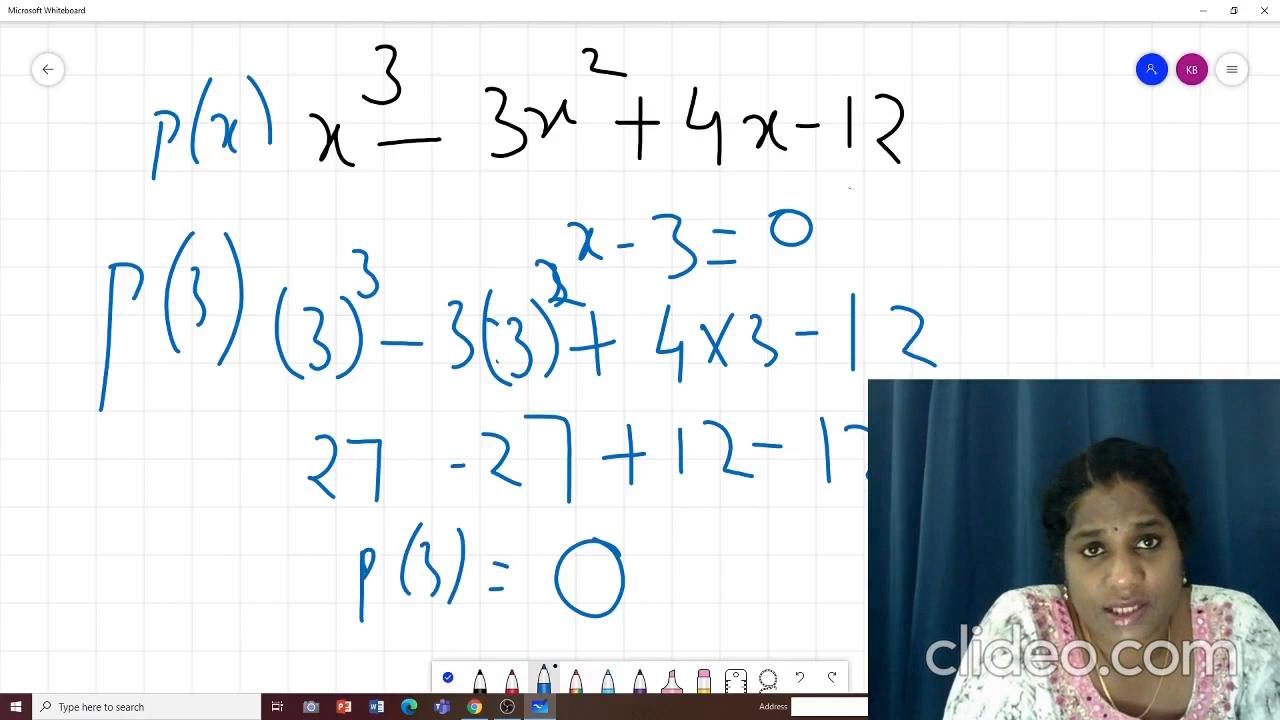 Microsoft Whiteboard
KB
p(x) x³ - 3x² + 4x - 12
x - 3 = 0
P(3) (3)³ - 3(3)² + 4 × 3 - 12
27 - 27 + 12 - 12
p(3) = 0
clideo.com
Type here to search
Address